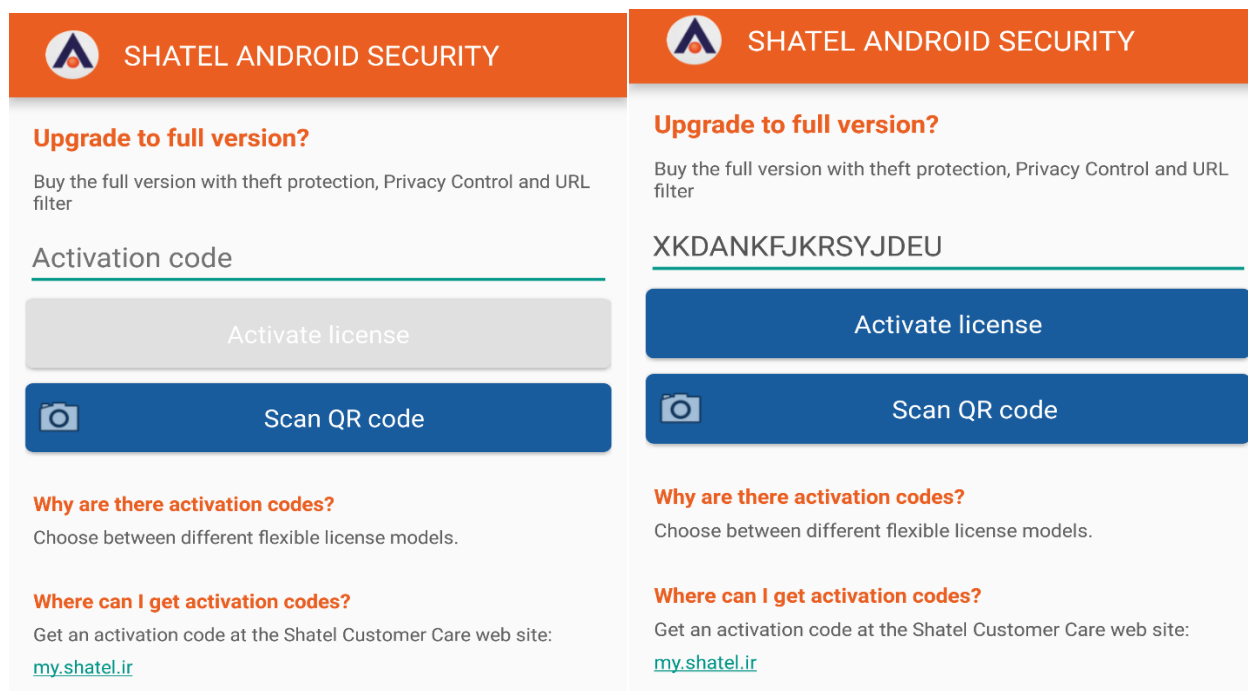 SHATEL ANDROID SECURITY
Upgrade to full version?
Buy the full version with theft protection, Privacy Control and URL
filter
Activation code
Activate license
Scan QR code
Why are there activation codes?
Choose between different flexible license models.
Where can I get activation codes?
Get an activation code at the Shatel Customer Care web site:
my.shatel.ir
SHATEL ANDROID SECURITY
Upgrade to full version?
Buy the full version with theft protection, Privacy Control and URL
filter
XKDANKFJKRSYJDEU
Activate license
Scan QR code
Why are there activation codes?
Choose between different flexible license models.
Where can I get activation codes?
Get an activation code at the Shatel Customer Care web site:
my.shatel.ir